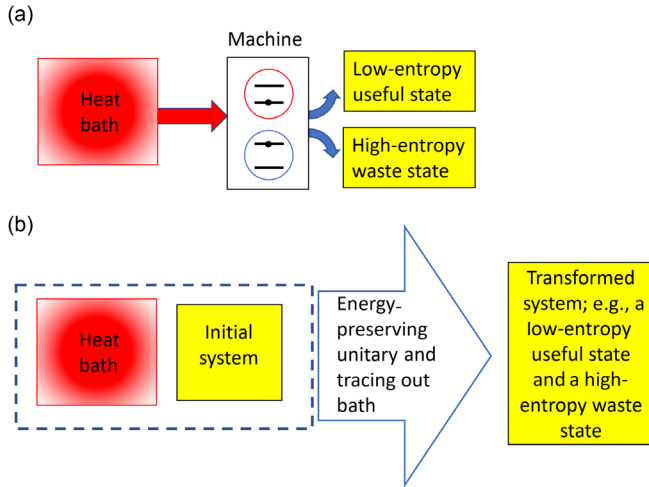 (a)
Machine
Heat
bath
Low-entropy
useful state
High-entropy
waste state
(b)
Heat
bath
Initial
system
Energy-
preserving
unitary and
tracing out
bath
Transformed
system; e.g., a
low-entropy
useful state
and a high-
entropy waste
state